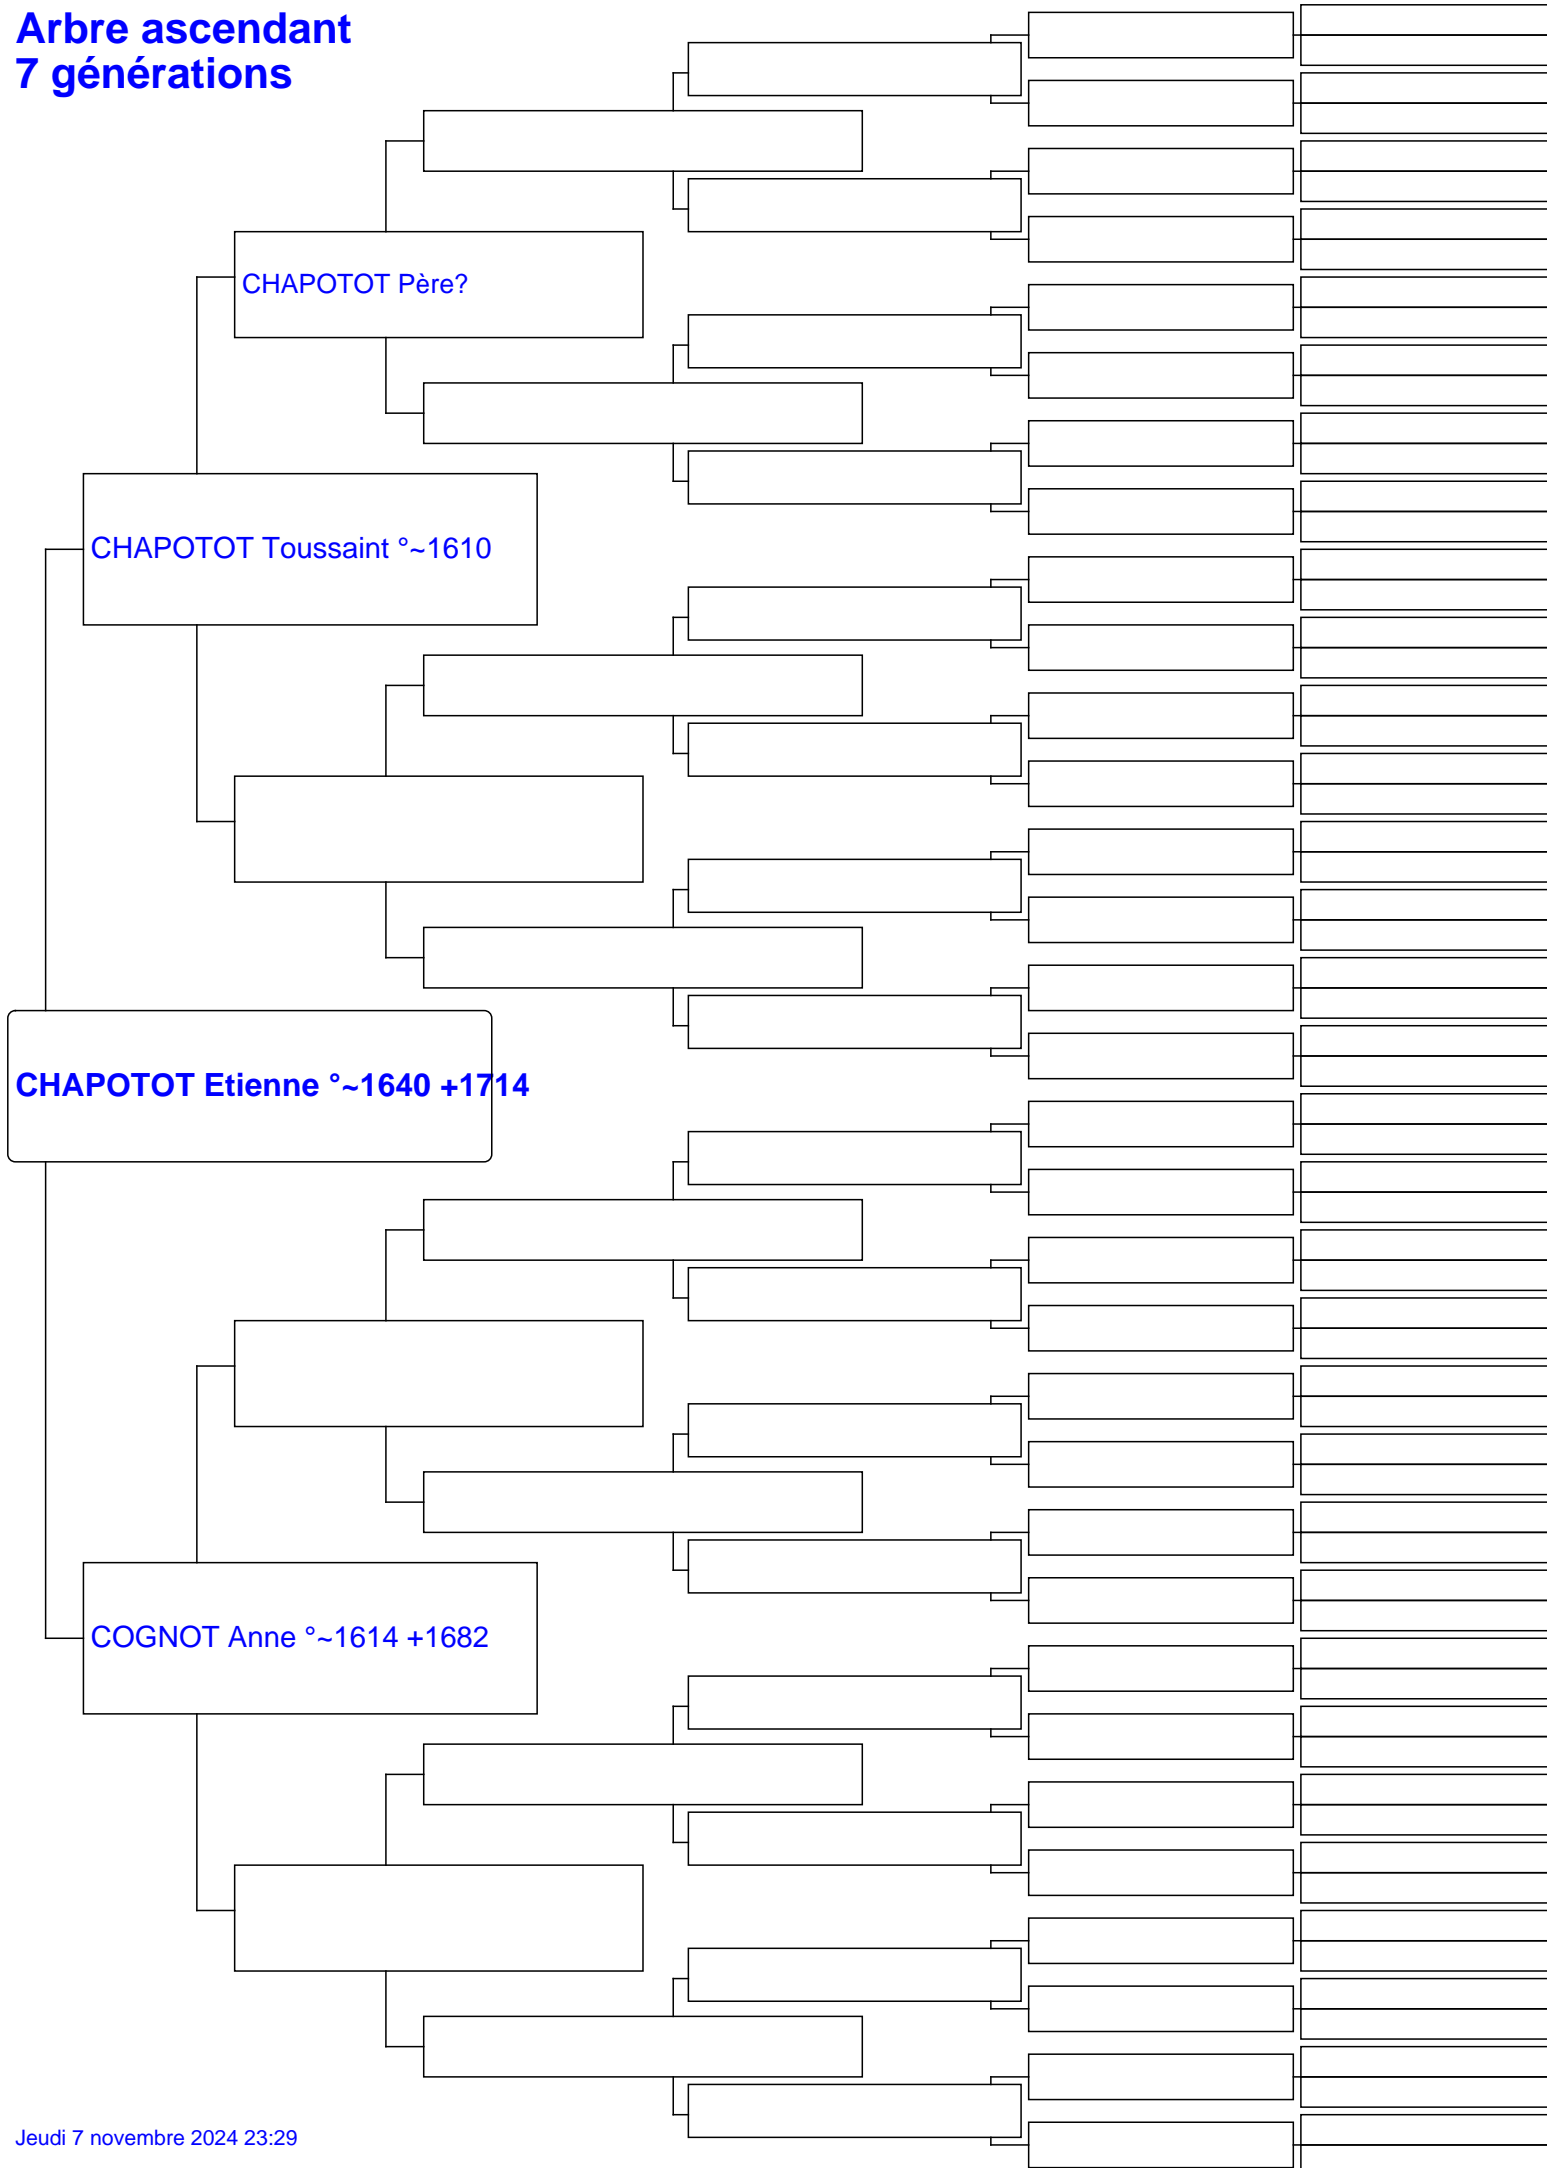 Arbre ascendant
7 générations
CHAPOTOT Père?
CHAPOTOT Toussaint °~1610
CHAPOTOT Etienne °~1640 +1714
COGNOT Anne °~1614 +1682
Jeudi 7 novembre 2024 23:29